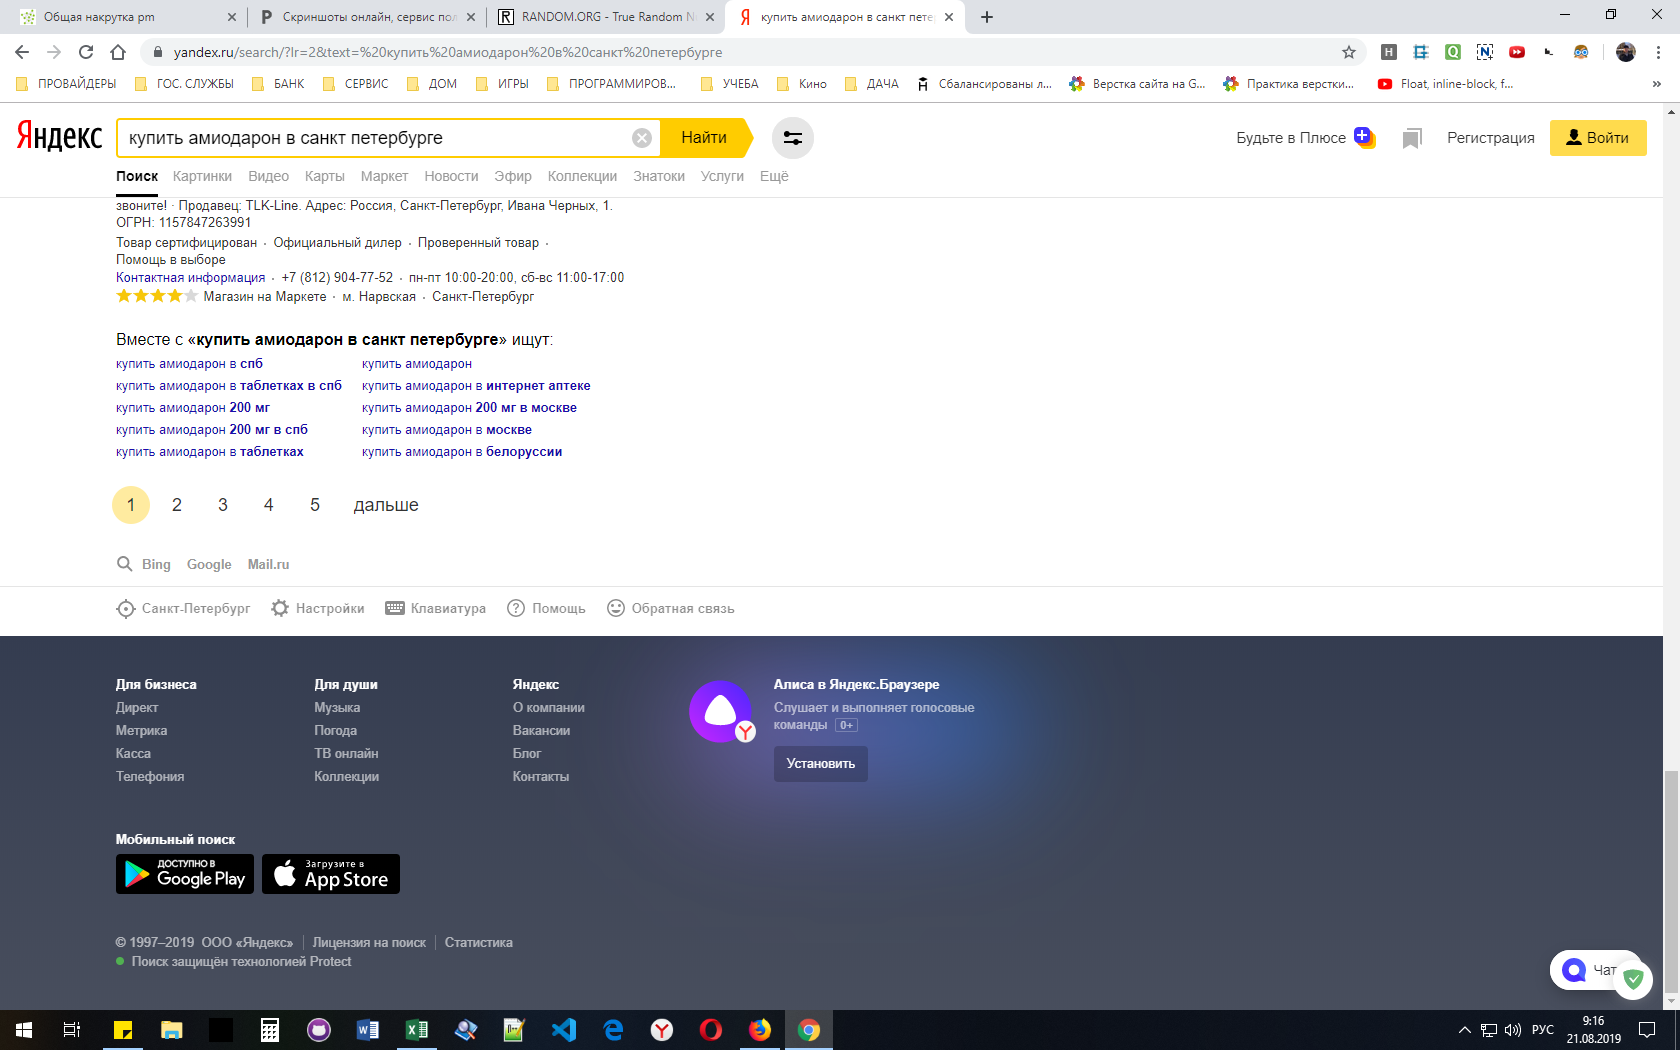 Общая накрутка pm
Скриншоты онлайн, сервис пол
RANDOM.ORG - True Random N
купить амиодарон в санкт пете
yandex.ru/search/?lr=2&text=%20купить%20амиодарон%20в%20санкт%20петербурге
ПРОВАЙДЕРЫ
ГОС. СЛУЖБЫ
БАНК
СЕРВИС
ДОМ
ИГРЫ
ПРОГРАММИРОВ...
УЧЕБА
Кино
ДАЧА
Сбалансированы л...
Верстка сайта на G...
Практика верстки...
Float, inline-block, f...
»
Яндекс
купить амиодарон в санкт петербурге
Найти
Будьте в Плюсе
Регистрация
Войти
Поиск Картинки Видео Карты Маркет Новости Эфир Коллекции Знатоки Услуги Ещё
звоните! · Продавец: TLK-Line. Адрес: Россия, Санкт-Петербург, Ивана Черных, 1.
ОГРН: 1157847263991
Товар сертифицирован · Официальный дилер · Проверенный товар ·
Помощь в выборе
Контактная информация · +7 (812) 904-77-52 · пн-пт 10:00-20:00, сб-вс 11:00-17:00
Магазин на Маркете · м. Нарвская · Санкт-Петербург
Вместе с «купить амиодарон в санкт петербурге» ищут:
купить амиодарон в спб
купить амиодарон
купить амиодарон в таблетках в спб
купить амиодарон в интернет аптеке
купить амиодарон 200 мг
купить амиодарон 200 мг в москве
купить амиодарон 200 мг в спб
купить амиодарон в москве
купить амиодарон в таблетках
купить амиодарон в белоруссии
1 2 3 4 5 дальше
Bing Google Mail.ru
Санкт-Петербург Настройки Клавиатура Помощь Обратная связь
Для бизнеса
Директ
Метрика
Касса
Телефония
Для души
Музыка
Погода
ТВ онлайн
Коллекции
Яндекс
О компании
Вакансии
Блог
Контакты
Алиса в Яндекс.Браузере
Слушает и выполняет голосовые
команды 0+
Установить
Мобильный поиск
ДОСТУПНО В
Google Play
Загрузите в
App Store
© 1997–2019 ООО «Яндекс» Лицензия на поиск Статистика
Поиск защищён технологией Protect
Чат
РУС
9:16
21.08.2019